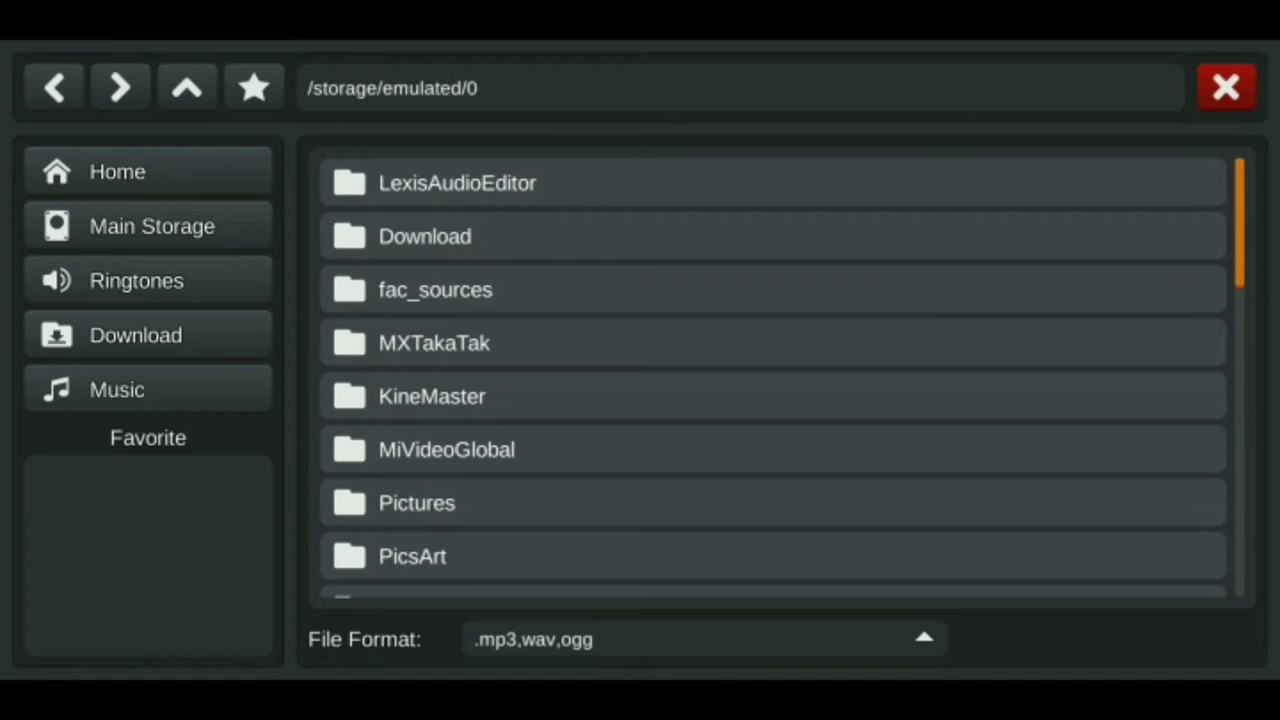 /storage/emulated/0
Home
Main Storage
Ringtones
Download
Music
Favorite
LexisAudioEditor
Download
fac_sources
MXTakaTak
KineMaster
MiVideoGlobal
Pictures
PicsArt
File Format: .mp3,wav,ogg